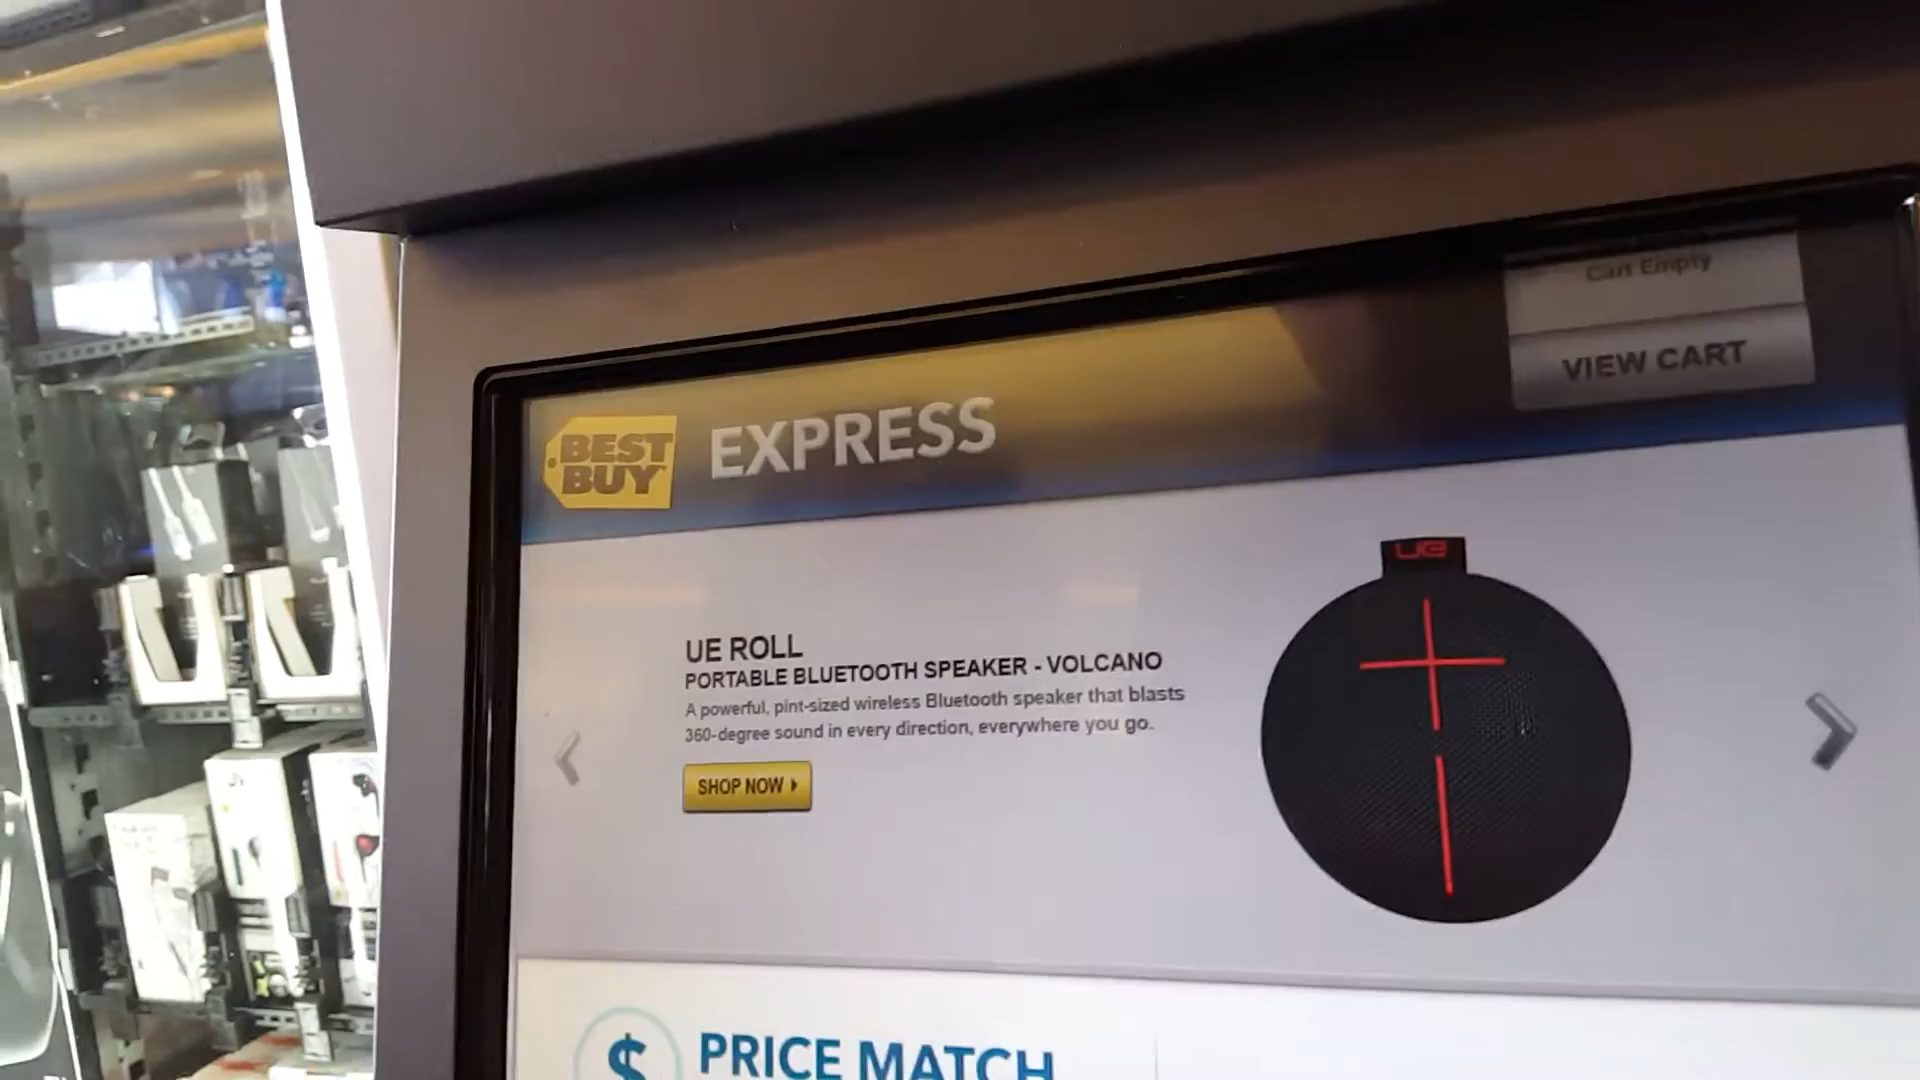 Cart Empty
VIEW CART
BEST
BUY
EXPRESS
ue
UE ROLL
PORTABLE BLUETOOTH SPEAKER - VOLCANO
A powerful, pint-sized wireless Bluetooth speaker that blasts
360-degree sound in every direction, everywhere you go.
SHOP NOW
$ PRICE MATCH